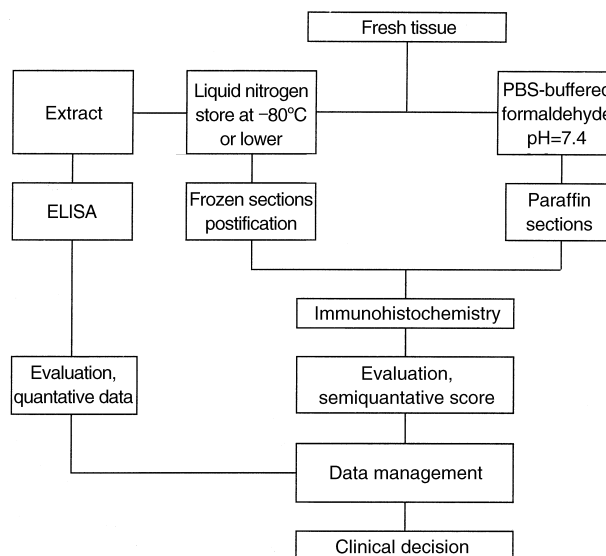 Fresh tissue
Extract
Liquid nitrogen
store at –80°C
or lower
PBS-buffered
formaldehyde
pH=7.4
ELISA
Frozen sections
postification
Paraffin
sections
Immunohistochemistry
Evaluation,
quantative data
Evaluation,
semiquantative score
Data management
Clinical decision